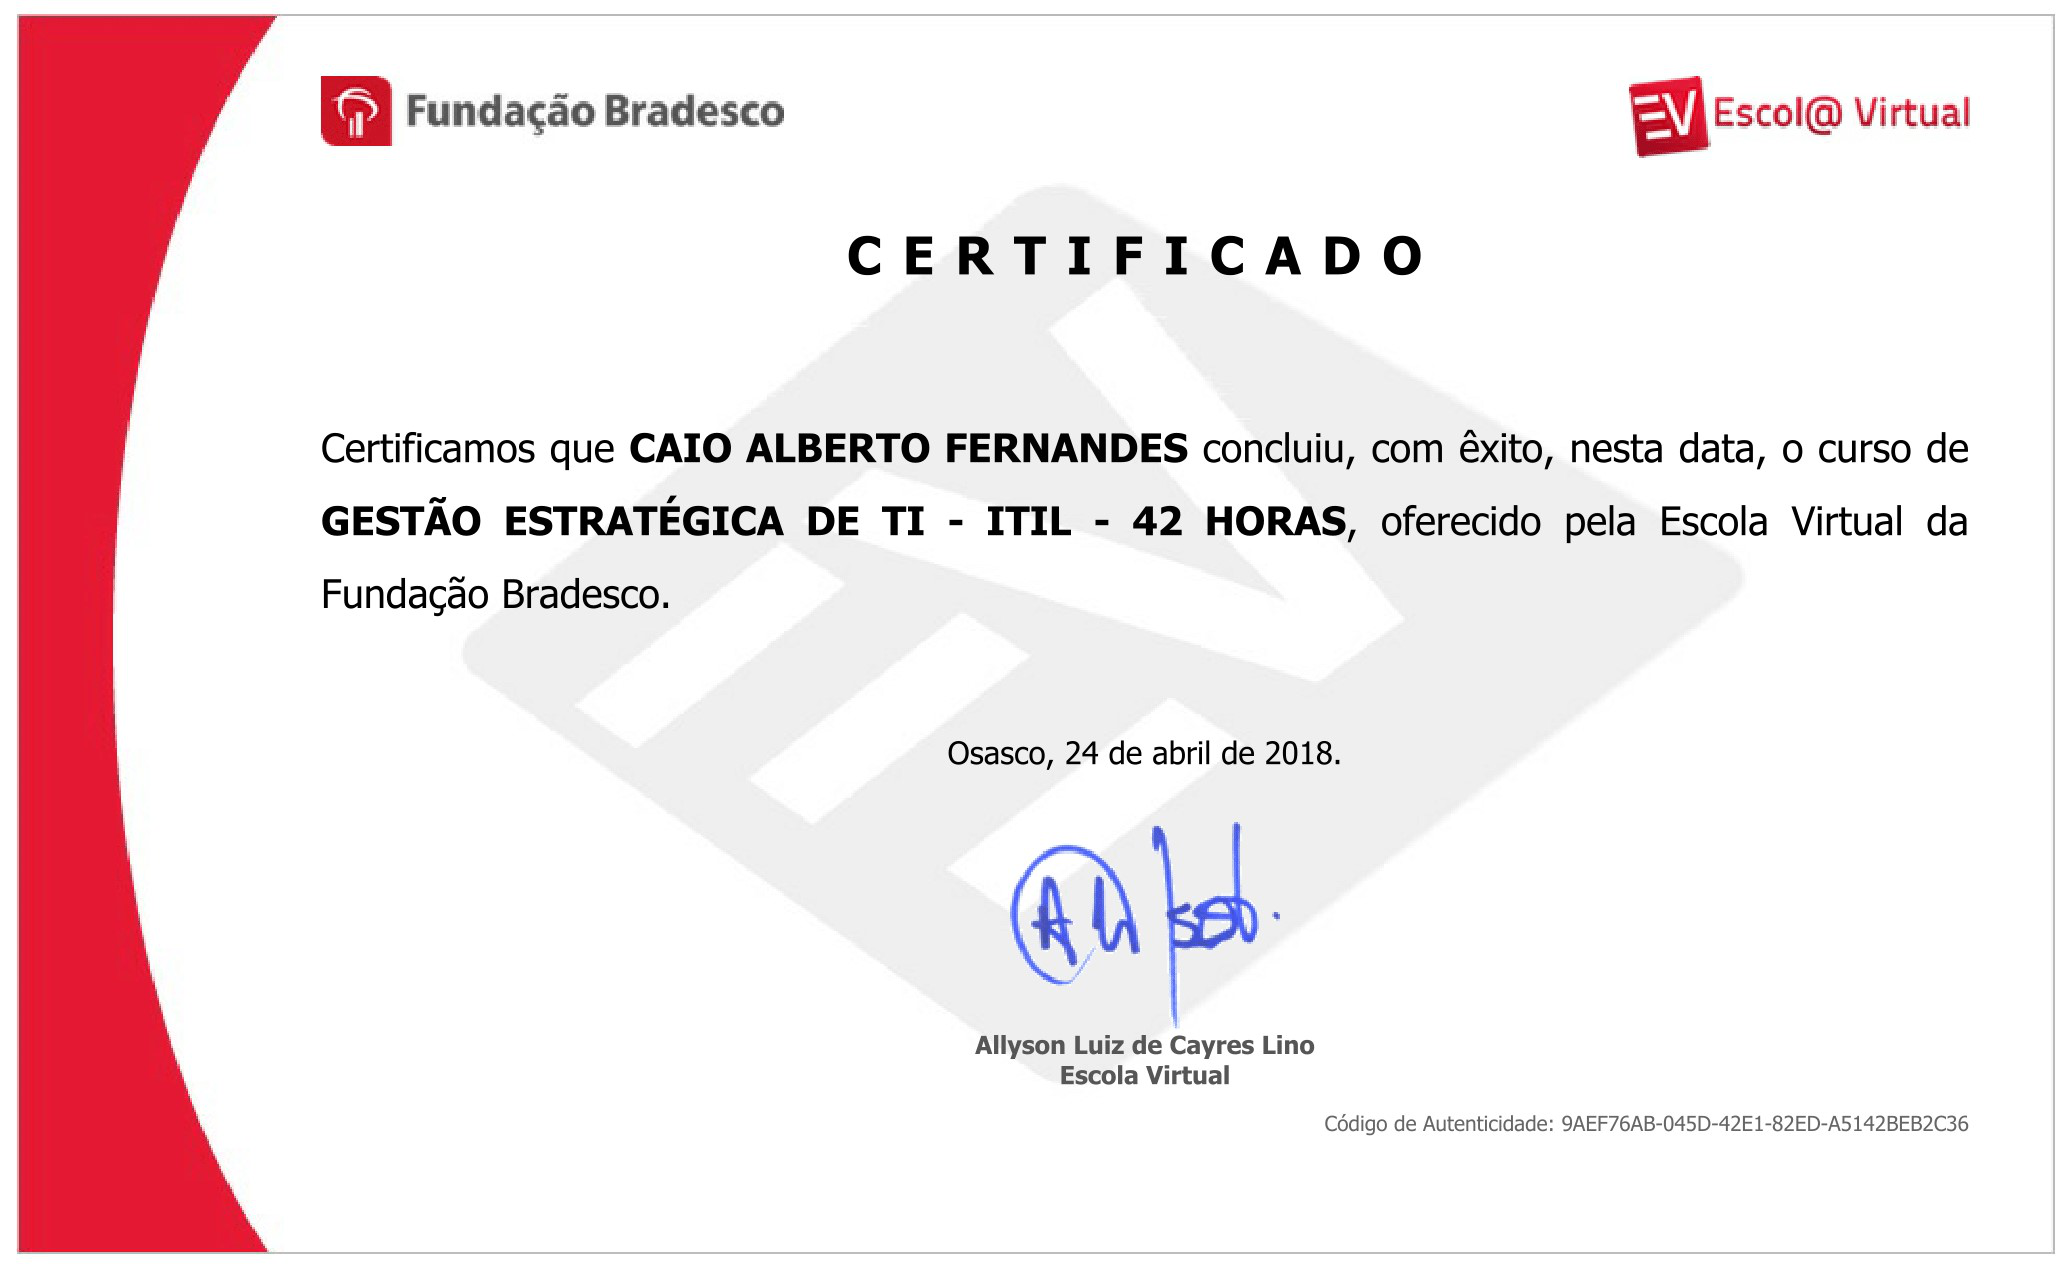 Fundação Bradesco
EV Escol@ Virtual
CERTIFICADO
Certificamos que CAIO ALBERTO FERNANDES concluiu, com êxito, nesta data, o curso de
GESTÃO ESTRATÉGICA DE TI - ITIL - 42 HORAS, oferecido pela Escola Virtual da
Fundação Bradesco.
Osasco, 24 de abril de 2018.
Allyson Luiz de Cayres Lino
Escola Virtual
Código de Autenticidade: 9AEF76AB-045D-42E1-82ED-A5142BEB2C36